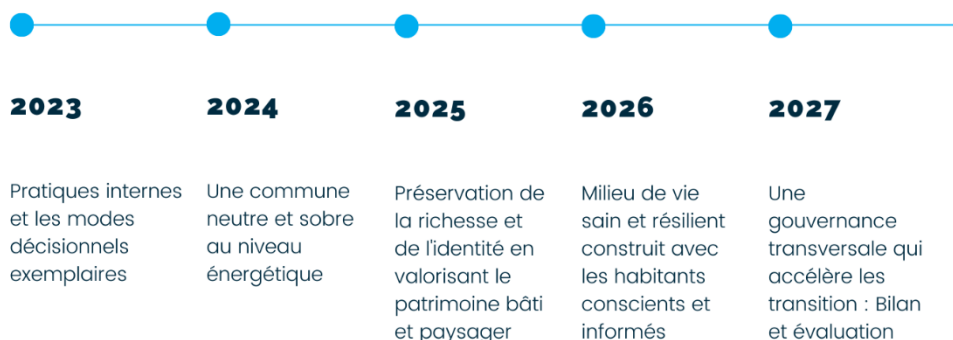 2023
Pratiques internes
et les modes
décisionnels
exemplaires
2024
Une commune
neutre et sobre
au niveau
énergétique
2025
Préservation de
la richesse et
de l'identité en
valorisant le
patrimoine bâti
et paysager
2026
Milieu de vie
sain et résilient
construit avec
les habitants
conscients et
informés
2027
Une
gouvernance
transversale qui
accélère les
transition : Bilan
et évaluation